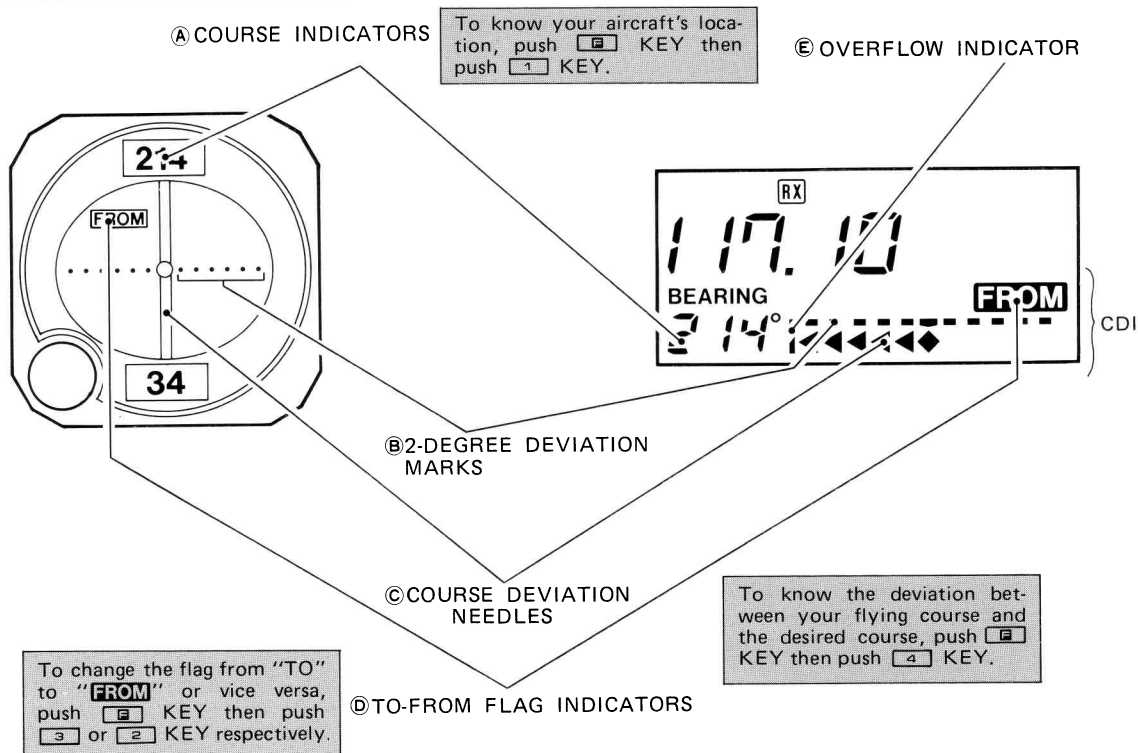 Ⓐ COURSE INDICATORS
To know your aircraft's loca-
tion, push F KEY then
push 1 KEY.
Ⓔ OVERFLOW INDICATOR
214
FROM
34
RX
117.10
BEARING
FROM
214°
CDI
Ⓑ 2-DEGREE DEVIATION
MARKS
Ⓒ COURSE DEVIATION
NEEDLES
To know the deviation bet-
ween your flying course and
the desired course, push F
KEY then push 4 KEY.
To change the flag from "TO"
to "FROM" or vice versa,
push F KEY then push
3 or 2 KEY respectively.
Ⓓ TO-FROM FLAG INDICATORS